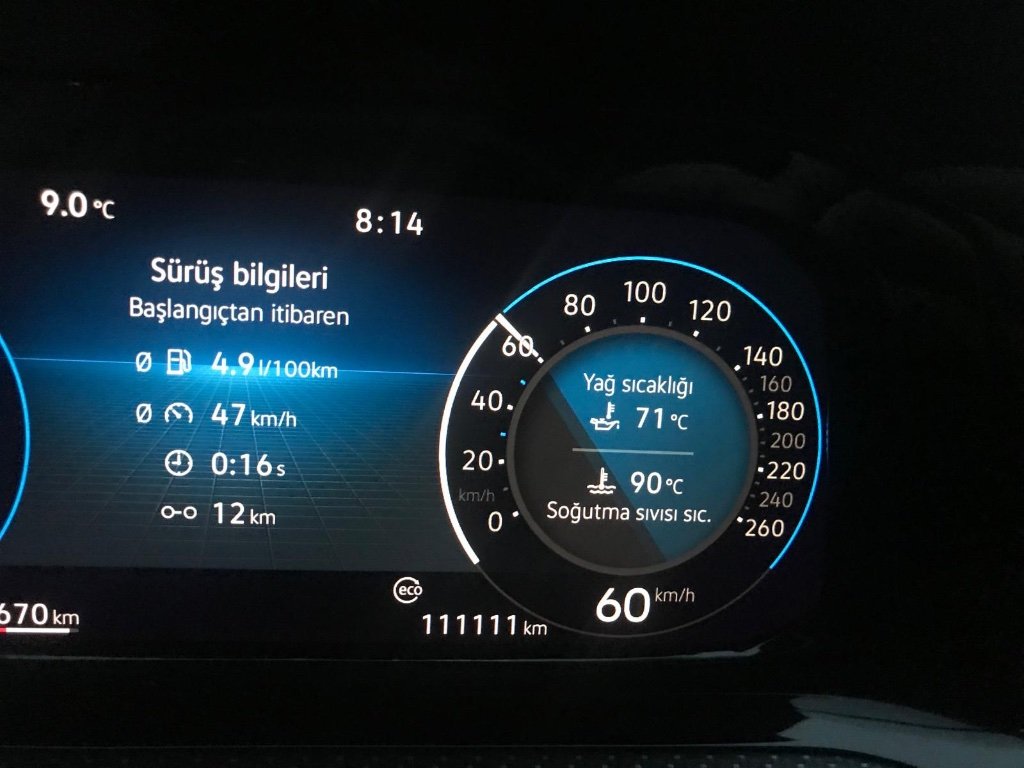 9.0 °C
8:14
Sürüş bilgileri
Başlangıçtan itibaren
Ø 4.9 l/100km
Ø 47 km/h
0:16 s
12 km
670 km
eco
111111 km
0
20
40
60
80
100
120
140
160
180
200
220
240
260
km/h
Yağ sıcaklığı
71 °C
90 °C
Soğutma sıvısı sıc.
60 km/h